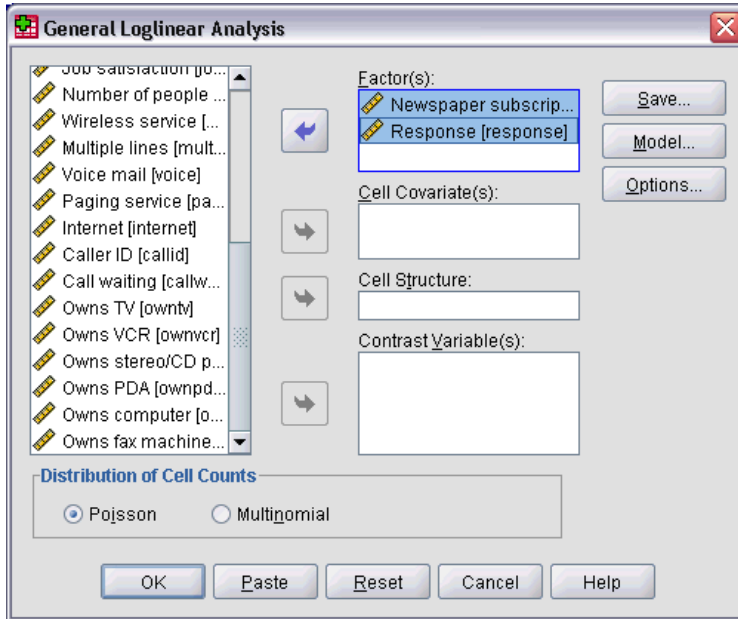 General Loglinear Analysis
Job satisfaction [jo...
Number of people ...
Wireless service [...
Multiple lines [mult...
Voice mail [voice]
Paging service [pa...
Internet [internet]
Caller ID [callid]
Call waiting [callw...
Owns TV [owntv]
Owns VCR [ownvcr]
Owns stereo/CD p...
Owns PDA [ownpd...
Owns computer [o...
Owns fax machine...
Factor(s):
Newspaper subscrip...
Response [response]
Cell Covariate(s):
Cell Structure:
Contrast Variable(s):
Save...
Model...
Options...
Distribution of Cell Counts
Poisson
Multinomial
OK
Paste
Reset
Cancel
Help